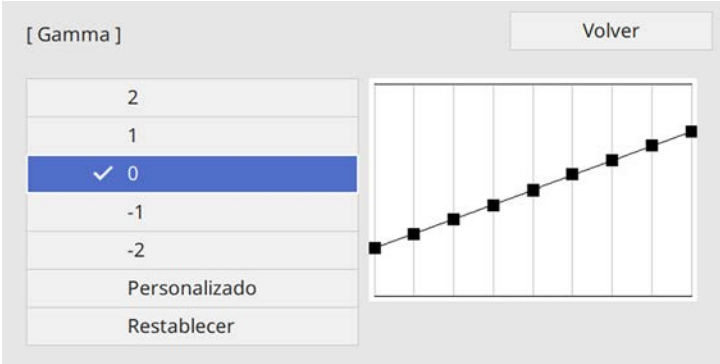 [ Gamma ]
Volver
2
1
0
-1
-2
Personalizado
Restablecer